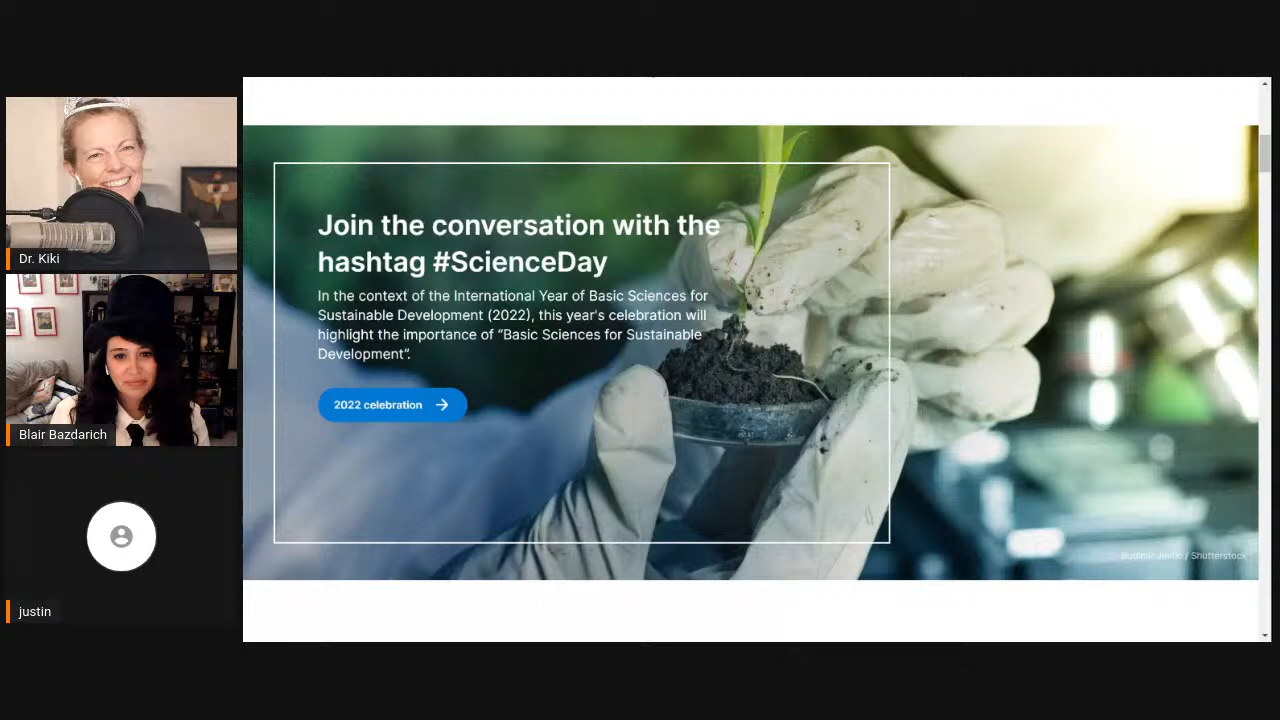 Dr. Kiki
Blair Bazdarich
justin
Join the conversation with the
hashtag #ScienceDay
In the context of the International Year of Basic Sciences for
Sustainable Development (2022), this year's celebration will
highlight the importance of “Basic Sciences for Sustainable
Development”.
2022 celebration
/ Shutterstock